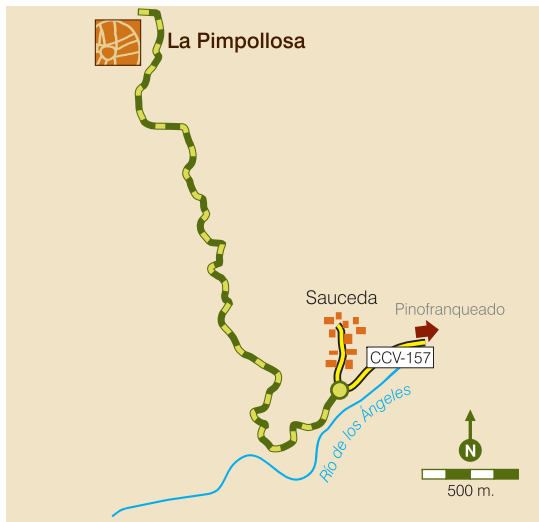 La Pimpollosa
Sauceda
Pinofranqueado
CCV-157
Río de los Ángeles
N
500 m.